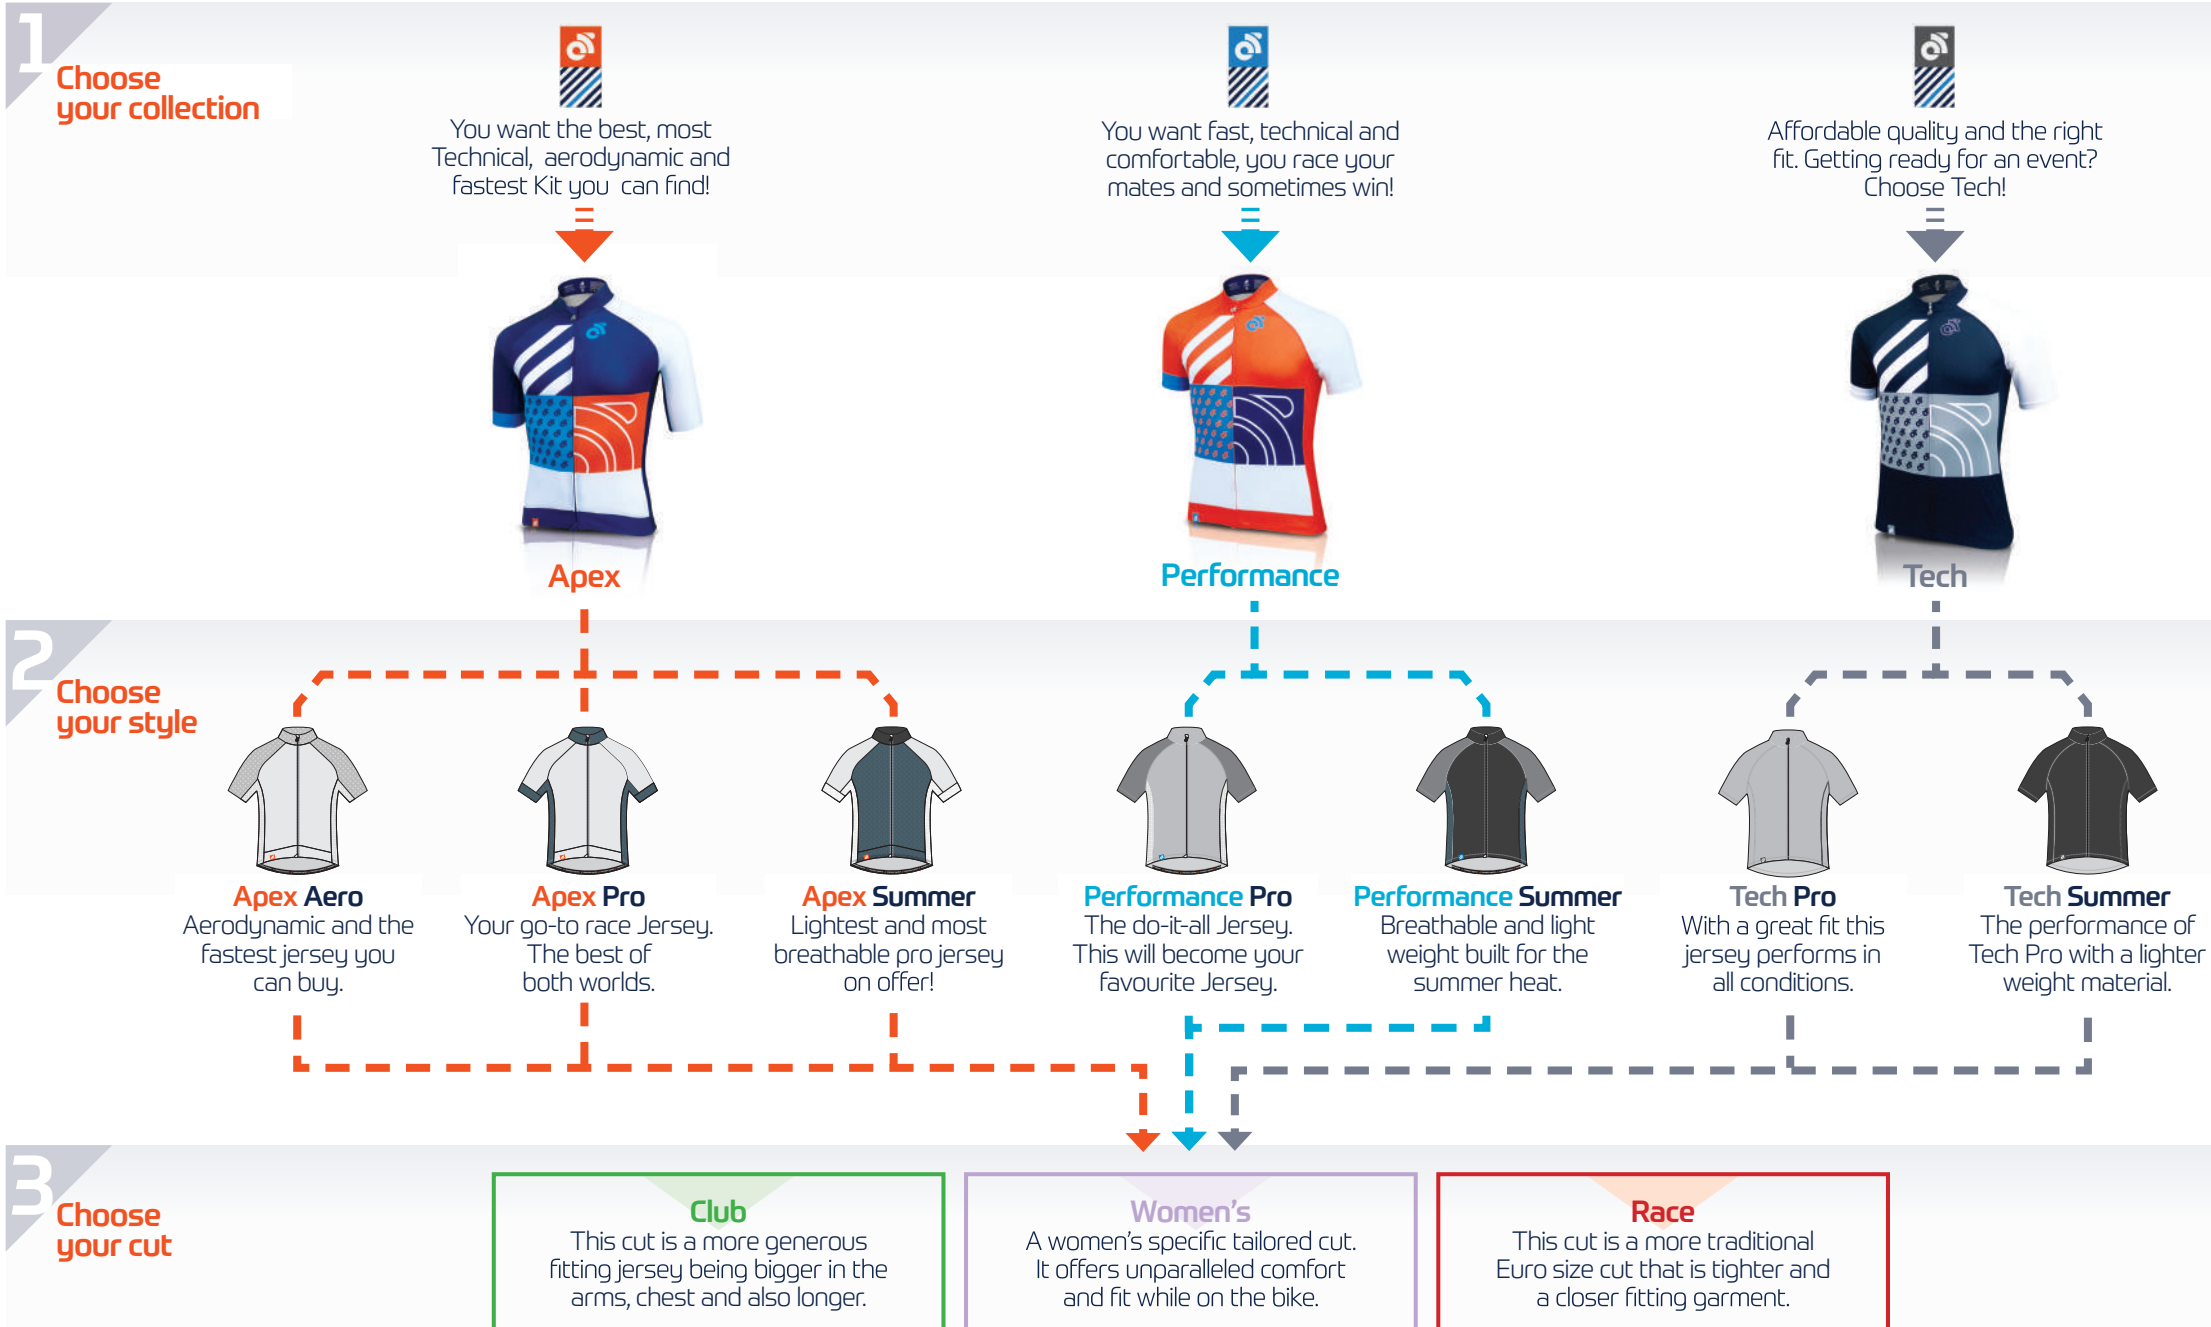 1
Choose
your collection
You want the best, most
Technical, aerodynamic and
fastest Kit you can find!
You want fast, technical and
comfortable, you race your
mates and sometimes win!
Affordable quality and the right
fit. Getting ready for an event?
Choose Tech!
Apex
Performance
Tech
2
Choose
your style
Apex Aero
Aerodynamic and the
fastest jersey you
can buy.
Apex Pro
Your go-to race Jersey.
The best of
both worlds.
Apex Summer
Lightest and most
breathable pro jersey
on offer!
Performance Pro
The do-it-all Jersey.
This will become your
favourite Jersey.
Performance Summer
Breathable and light
weight built for the
summer heat.
Tech Pro
With a great fit this
jersey performs in
all conditions.
Tech Summer
The performance of
Tech Pro with a lighter
weight material.
3
Choose
your cut
Club
This cut is a more generous
fitting jersey being bigger in the
arms, chest and also longer.
Women's
A women's specific tailored cut.
It offers unparalleled comfort
and fit while on the bike.
Race
This cut is a more traditional
Euro size cut that is tighter and
a closer fitting garment.